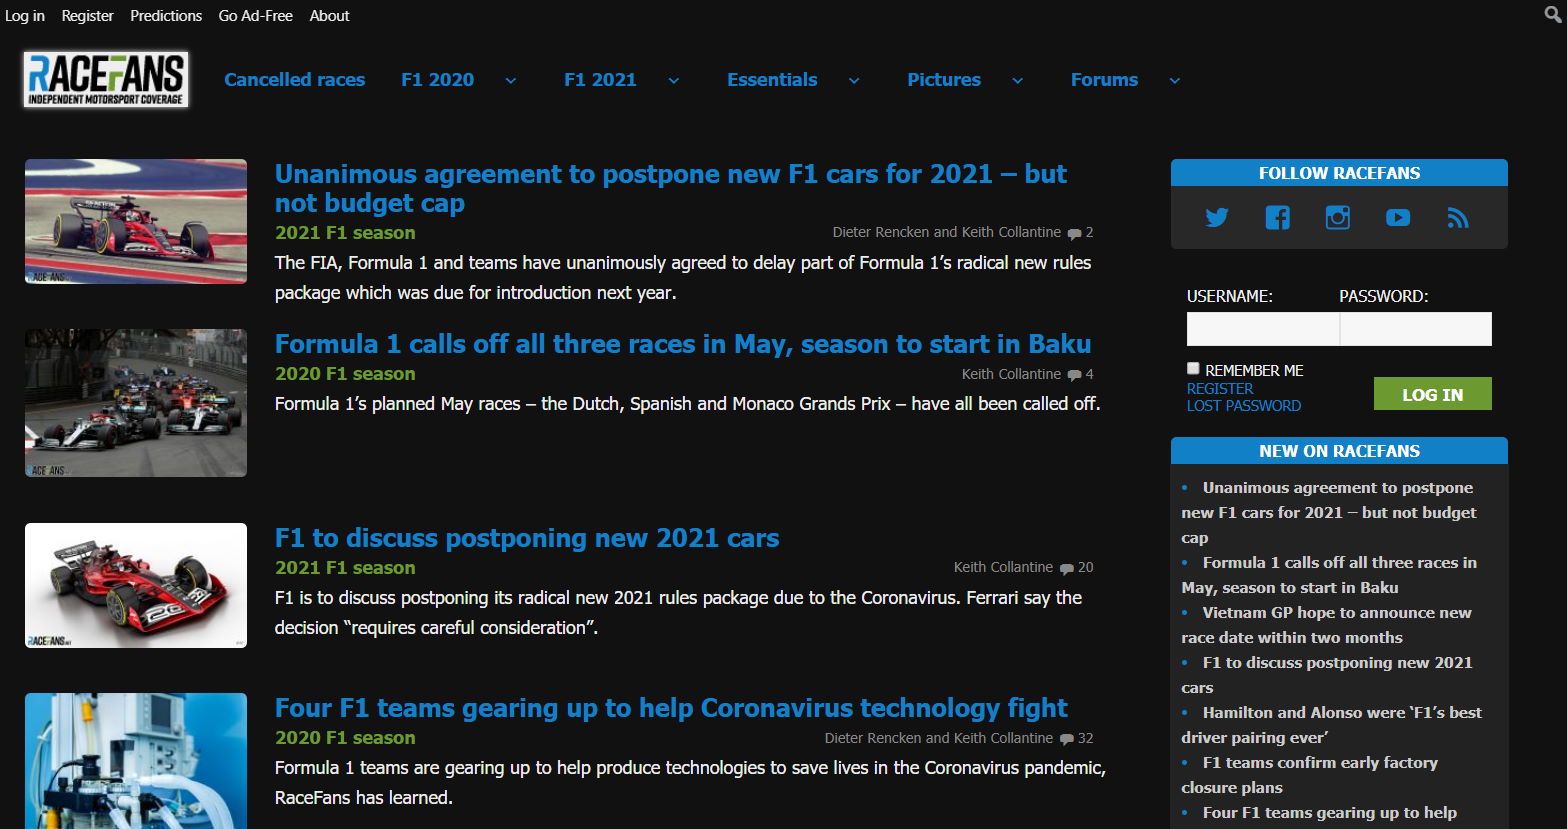 Log in Register Predictions Go Ad-Free About
RACEFANS
INDEPENDENT MOTORSPORT COVERAGE
Cancelled races F1 2020 F1 2021 Essentials Pictures Forums
Unanimous agreement to postpone new F1 cars for 2021 – but
not budget cap
2021 F1 season
Dieter Rencken and Keith Collantine 2
The FIA, Formula 1 and teams have unanimously agreed to delay part of Formula 1’s radical new rules
package which was due for introduction next year.
RACEFANS
Formula 1 calls off all three races in May, season to start in Baku
2020 F1 season
Keith Collantine 4
Formula 1’s planned May races – the Dutch, Spanish and Monaco Grands Prix – have all been called off.
RACEFANS
F1 to discuss postponing new 2021 cars
2021 F1 season
Keith Collantine 20
F1 is to discuss postponing its radical new 2021 rules package due to the Coronavirus. Ferrari say the
decision “requires careful consideration”.
RACEFANS.NET
Four F1 teams gearing up to help Coronavirus technology fight
2020 F1 season
Dieter Rencken and Keith Collantine 32
Formula 1 teams are gearing up to help produce technologies to save lives in the Coronavirus pandemic,
RaceFans has learned.
FOLLOW RACEFANS
USERNAME: PASSWORD:
REMEMBER ME
REGISTER
LOST PASSWORD
LOG IN
NEW ON RACEFANS
• Unanimous agreement to postpone
new F1 cars for 2021 – but not budget
cap
• Formula 1 calls off all three races in
May, season to start in Baku
• Vietnam GP hope to announce new
race date within two months
• F1 to discuss postponing new 2021
cars
• Hamilton and Alonso were ‘F1’s best
driver pairing ever’
• F1 teams confirm early factory
closure plans
• Four F1 teams gearing up to help